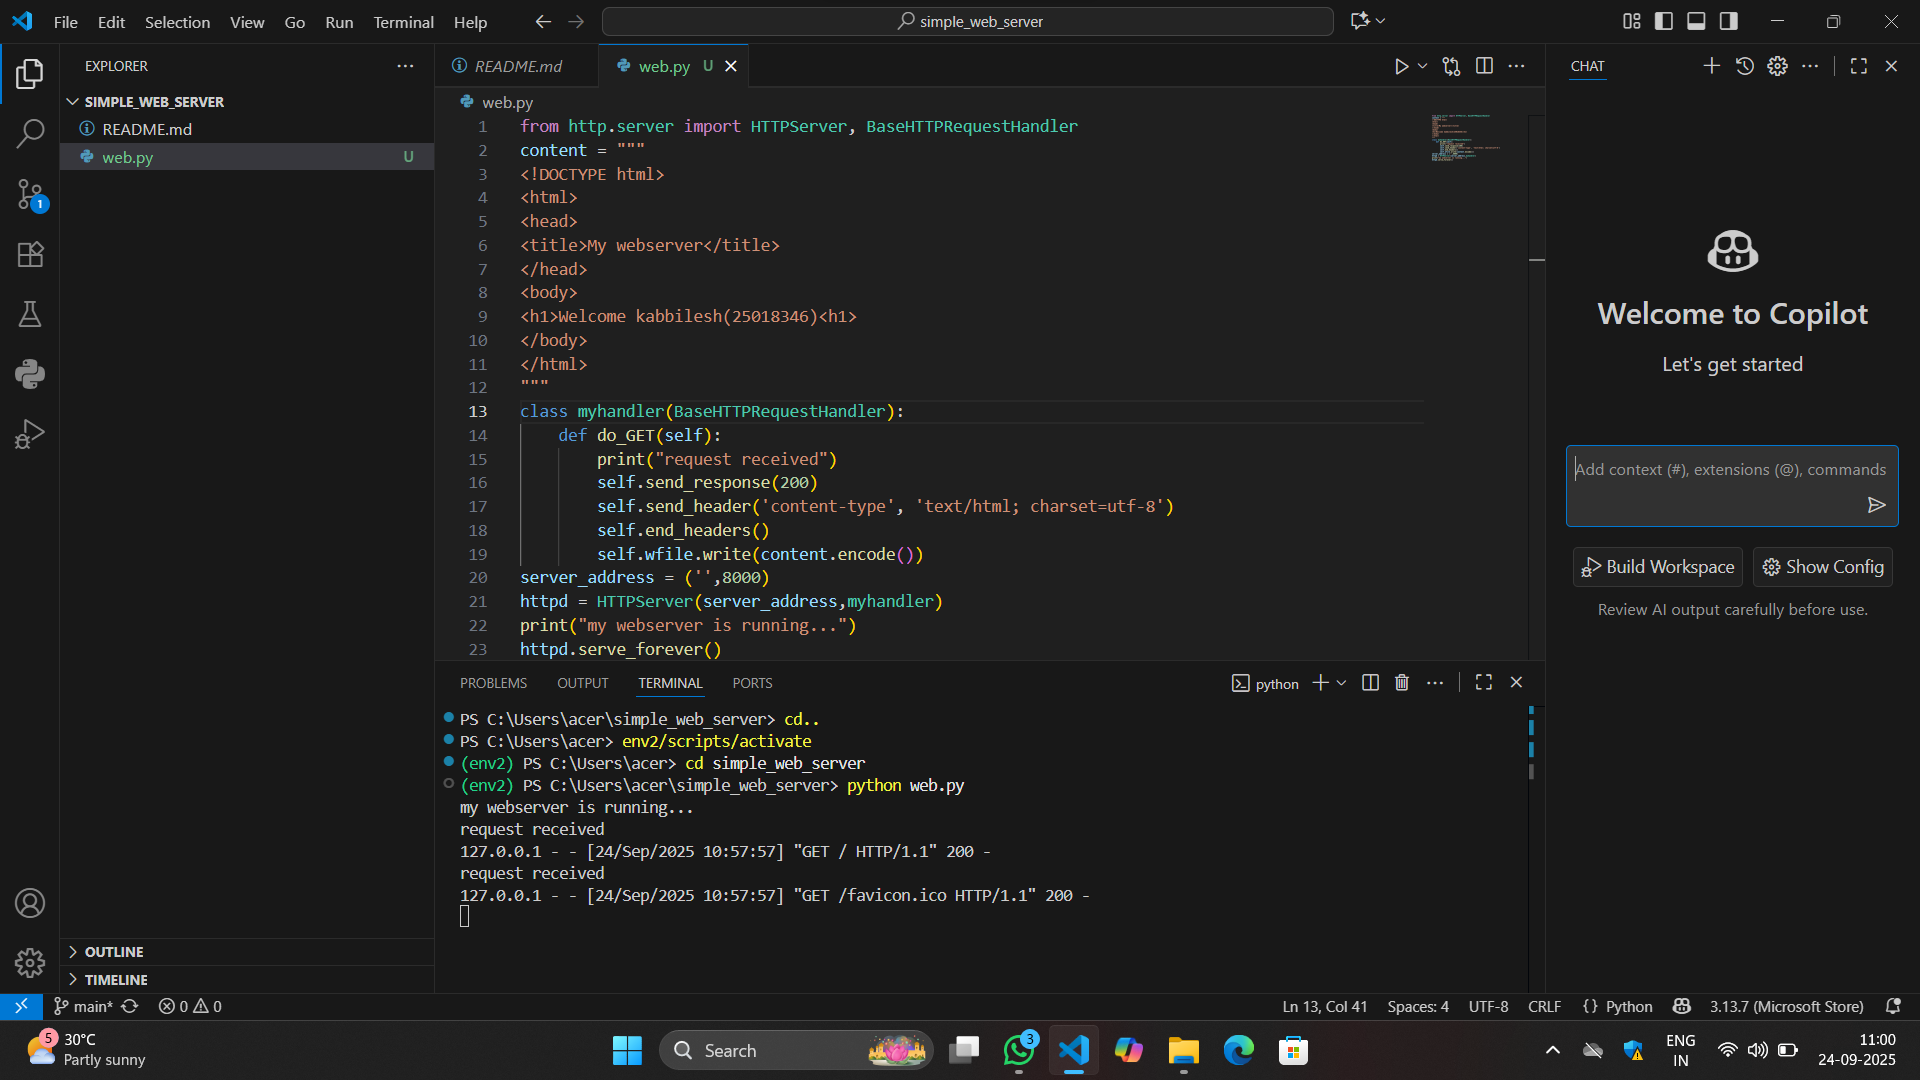 File Edit Selection View Go Run Terminal Help
simple_web_server
EXPLORER
SIMPLE_WEB_SERVER
README.md
web.py U
1
README.md
web.py U
web.py
1 from http.server import HTTPServer, BaseHTTPRequestHandler
2 content = """
3 <!DOCTYPE html>
4 <html>
5 <head>
6 <title>My webserver</title>
7 </head>
8 <body>
9 <h1>Welcome kabbilesh(25018346)<h1>
10 </body>
11 </html>
12 """
13 class myhandler(BaseHTTPRequestHandler):
14 def do_GET(self):
15 print("request received")
16 self.send_response(200)
17 self.send_header('content-type', 'text/html; charset=utf-8')
18 self.end_headers()
19 self.wfile.write(content.encode())
20 server_address = ('',8000)
21 httpd = HTTPServer(server_address,myhandler)
22 print("my webserver is running...")
23 httpd.serve_forever()
PROBLEMS OUTPUT TERMINAL PORTS
python
PS C:\Users\acer\simple_web_server> cd..
PS C:\Users\acer> env2/scripts/activate
(env2) PS C:\Users\acer> cd simple_web_server
(env2) PS C:\Users\acer\simple_web_server> python web.py
my webserver is running...
request received
127.0.0.1 - - [24/Sep/2025 10:57:57] "GET / HTTP/1.1" 200 -
request received
127.0.0.1 - - [24/Sep/2025 10:57:57] "GET /favicon.ico HTTP/1.1" 200 -
CHAT
Welcome to Copilot
Let's get started
Add context (#), extensions (@), commands
Build Workspace
Show Config
Review AI output carefully before use.
OUTLINE
TIMELINE
main*
0 0
Ln 13, Col 41 Spaces: 4 UTF-8 CRLF {} Python 3.13.7 (Microsoft Store)
5
30°C
Partly sunny
Search
3
ENG
IN
11:00
24-09-2025